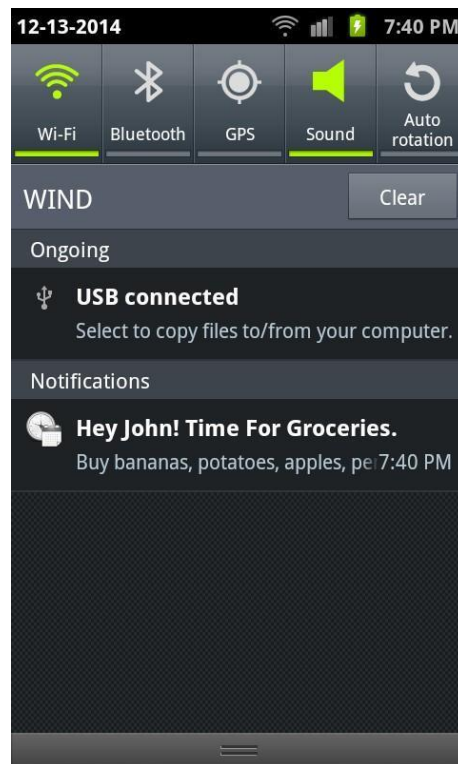 12-13-2014 7:40 PM
Wi-Fi Bluetooth GPS Sound Auto rotation
WIND Clear
Ongoing
USB connected
Select to copy files to/from your computer.
Notifications
Hey John! Time For Groceries.
Buy bananas, potatoes, apples, 7:40 PM